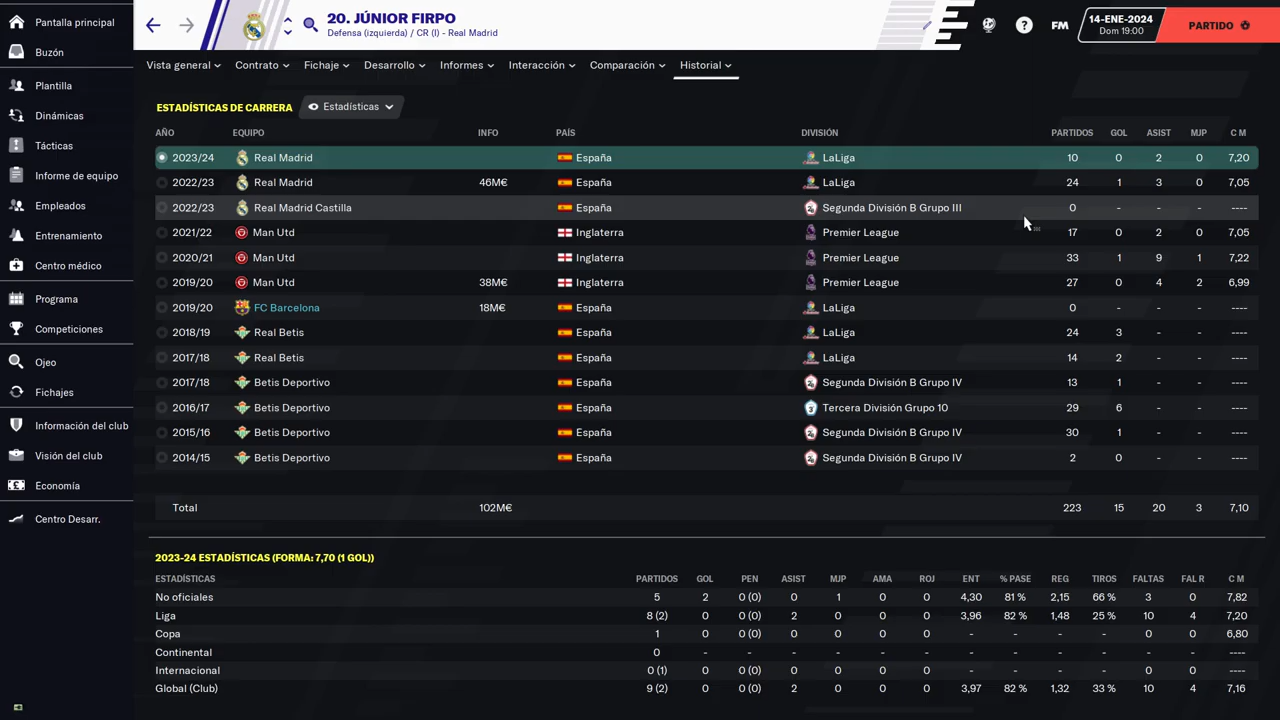 Pantalla principal
Buzón
Plantilla
Dinámicas
Tácticas
Informe de equipo
Empleados
Entrenamiento
Centro médico
Programa
Competiciones
Ojeo
Fichajes
Información del club
Visión del club
Economía
Centro Desarr.
20. JÚNIOR FIRPO
Defensa (izquierda) / CR (I) - Real Madrid
FM
14-ENE-2024
Dom 19:00
PARTIDO
Vista general Contrato Fichaje Desarrollo Informes Interacción Comparación Historial
ESTADÍSTICAS DE CARRERA Estadísticas
AÑO EQUIPO INFO PAÍS DIVISIÓN PARTIDOS GOL ASIST MJP C M
2023/24 Real Madrid España LaLiga 10 0 2 0 7,20
2022/23 Real Madrid 46M€ España LaLiga 24 1 3 0 7,05
2022/23 Real Madrid Castilla España Segunda División B Grupo III 0 - - - ----
2021/22 Man Utd Inglaterra Premier League 17 0 2 0 7,05
2020/21 Man Utd Inglaterra Premier League 33 1 9 1 7,22
2019/20 Man Utd 38M€ Inglaterra Premier League 27 0 4 2 6,99
2019/20 FC Barcelona 18M€ España LaLiga 0 - - - ----
2018/19 Real Betis España LaLiga 24 3 - - ----
2017/18 Real Betis España LaLiga 14 2 - - ----
2017/18 Betis Deportivo España Segunda División B Grupo IV 13 1 - - ----
2016/17 Betis Deportivo España Tercera División Grupo 10 29 6 - - ----
2015/16 Betis Deportivo España Segunda División B Grupo IV 30 1 - - ----
2014/15 Betis Deportivo España Segunda División B Grupo IV 2 0 - - ----
Total 102M€ 223 15 20 3 7,10
2023-24 ESTADÍSTICAS (FORMA: 7,70 (1 GOL))
ESTADÍSTICAS PARTIDOS GOL PEN ASIST MJP AMA ROJ ENT % PASE REG TIROS FALTAS FAL R C M
No oficiales 5 2 0 (0) 0 1 0 0 4,30 81 % 2,15 66 % 3 0 7,82
Liga 8 (2) 0 0 (0) 2 0 0 0 3,96 82 % 1,48 25 % 10 4 7,20
Copa 1 0 0 (0) 0 0 0 0 - - - - 0 0 6,80
Continental 0 - - - - - - - - - - - - ----
Internacional 0 (1) 0 0 (0) 0 0 0 0 - - - - 0 0 ----
Global (Club) 9 (2) 0 0 (0) 2 0 0 0 3,97 82 % 1,32 33 % 10 4 7,16